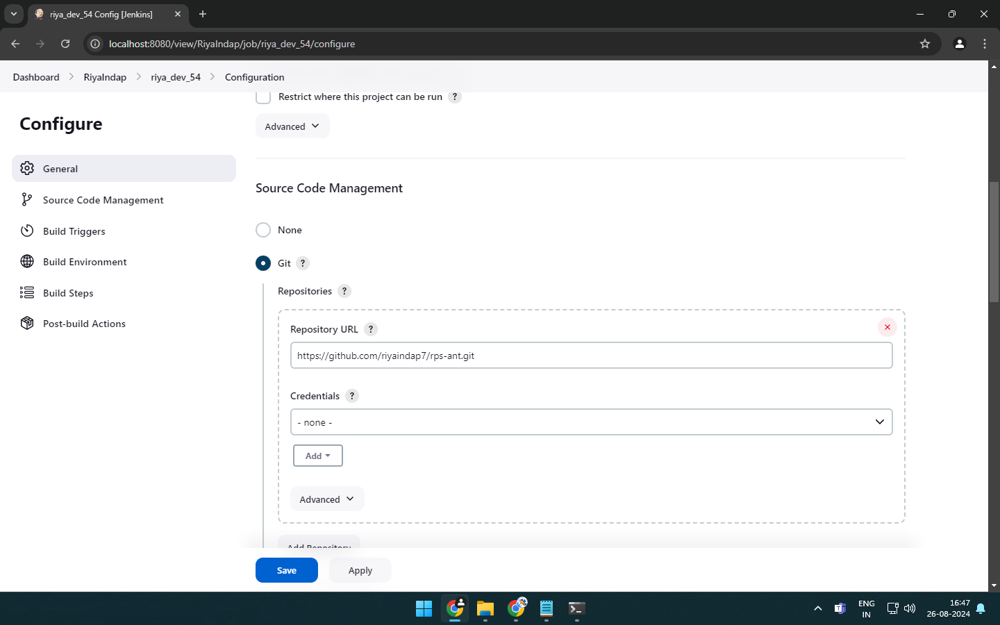 riya_dev_54 Config [Jenkins]
localhost:8080/view/RiyaIndap/job/riya_dev_54/configure
Dashboard
RiyaIndap
riya_dev_54
Configuration
Restrict where this project can be run ?
Configure
Advanced
General
Source Code Management
Build Triggers
Build Environment
Build Steps
Post-build Actions
Source Code Management
None
Git ?
Repositories ?
Repository URL ?
https://github.com/riyaindap7/rps-ant.git
Credentials ?
- none -
Add
Advanced
Add Repository
Save
Apply
ENG
IN
16:47
26-08-2024